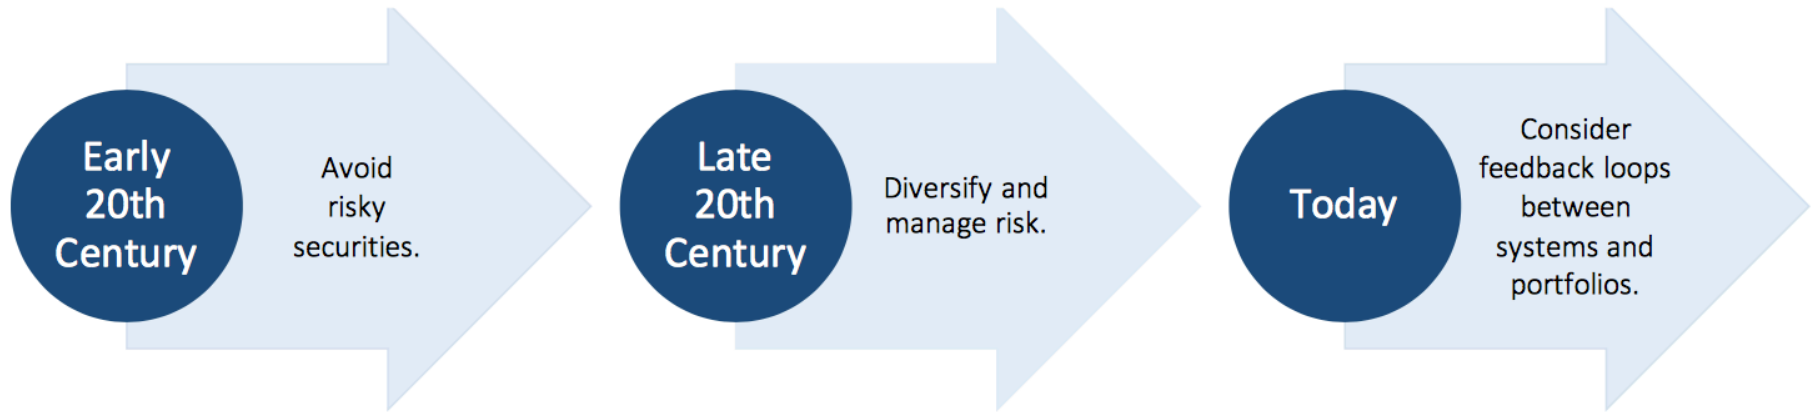 Early
20th
Century
Avoid
risky
securities.
Late
20th
Century
Diversify and
manage risk.
Today
Consider
feedback loops
between
systems and
portfolios.